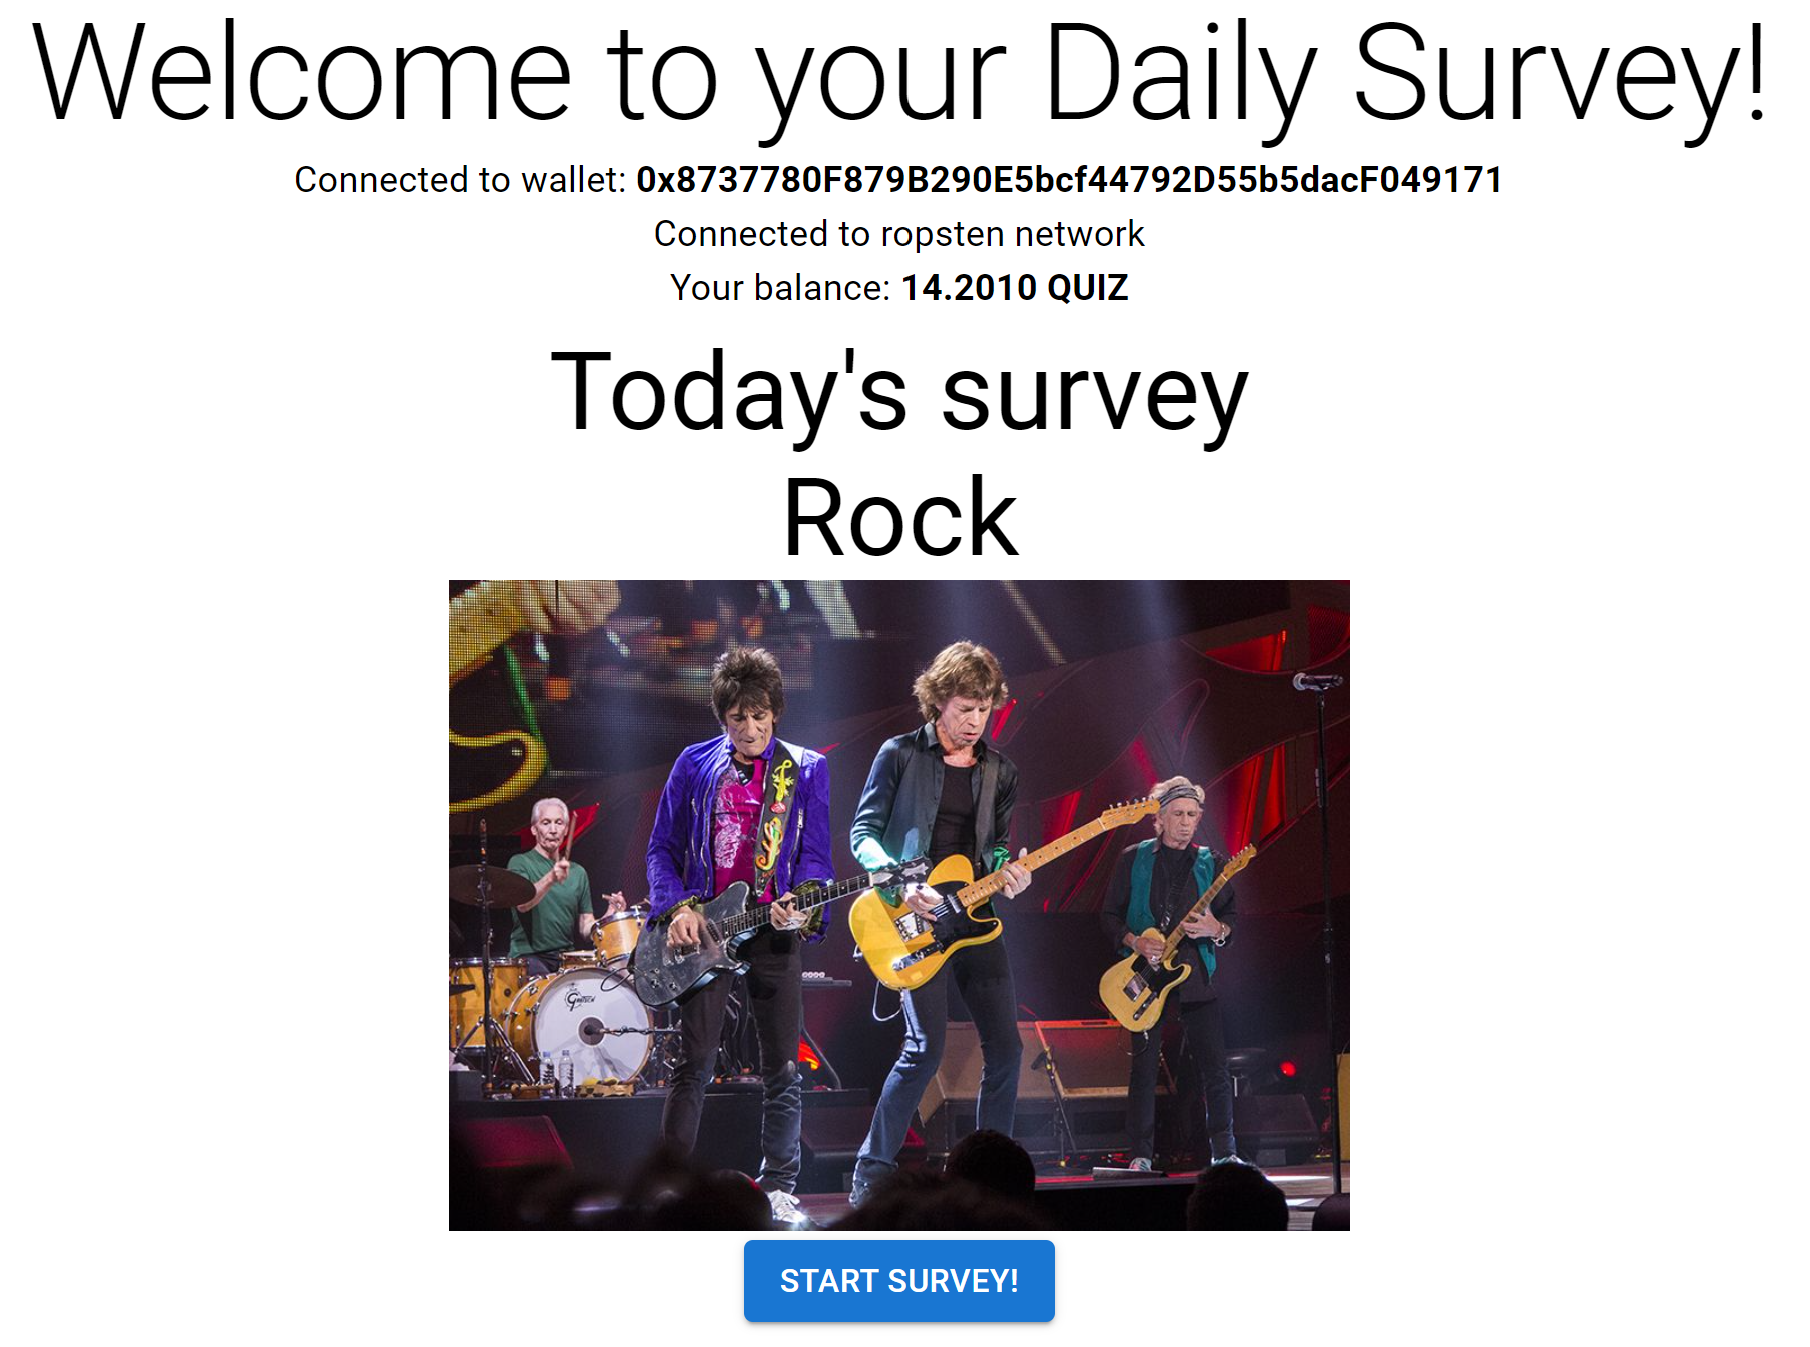 Welcome to your Daily Survey!
Connected to wallet: 0x8737780F879B290E5bcf44792D55b5dacF049171
Connected to ropsten network
Your balance: 14.2010 QUIZ
Today's survey
Rock
Gretsch
START SURVEY!